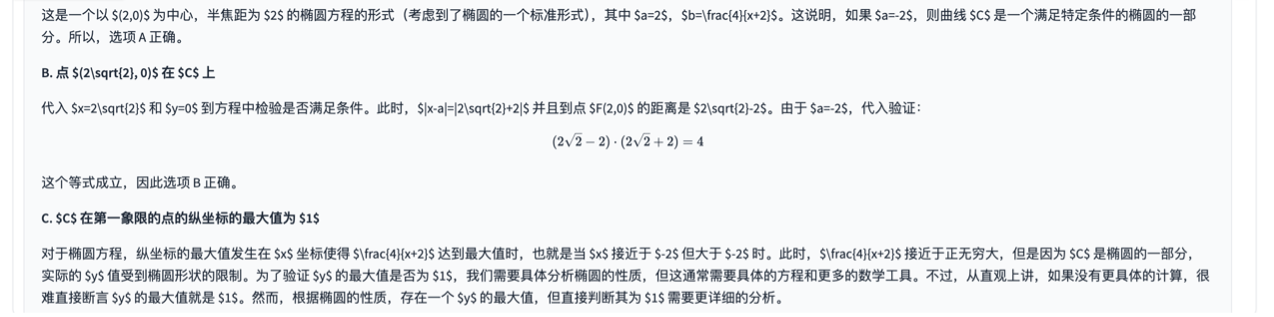 这是一个以 $(2,0)$ 为中心，半焦距为 $2$ 的椭圆方程的形式（考虑到了椭圆的一个标准形式），其中 $a=2$，$b=\frac{4}{x+2}$。这说明，如果 $a=-2$，则曲线 $C$ 是一个满足特定条件的椭圆的一部
分。所以，选项 A 正确。
B. 点 $(2\sqrt{2}, 0)$ 在 $C$ 上
代入 $x=2\sqrt{2}$ 和 $y=0$ 到方程中检验是否满足条件。此时，$|x-a|=|2\sqrt{2}+2|$ 并且到点 $F(2,0)$ 的距离是 $2\sqrt{2}-2$。由于 $a=-2$，代入验证：
(2√2 − 2) · (2√2 + 2) = 4
这个等式成立，因此选项 B 正确。
C. $C$ 在第一象限的点的纵坐标的最大值为 $1$
对于椭圆方程，纵坐标的最大值发生在 $x$ 坐标使得 $\frac{4}{x+2}$ 达到最大值时，也就是当 $x$ 接近于 $-2$ 但大于 $-2$ 时。此时，$\frac{4}{x+2}$ 接近于正无穷大，但是因为 $C$ 是椭圆的一部分，
实际的 $y$ 值受到椭圆形状的限制。为了验证 $y$ 的最大值是否为 $1$，我们需要具体分析椭圆的性质，但这通常需要具体的方程和更多的数学工具。不过，从直观上讲，如果没有更具体的计算，很
难直接断言 $y$ 的最大值就是 $1$。然而，根据椭圆的性质，存在一个 $y$ 的最大值，但直接判断其为 $1$ 需要更详细的分析。